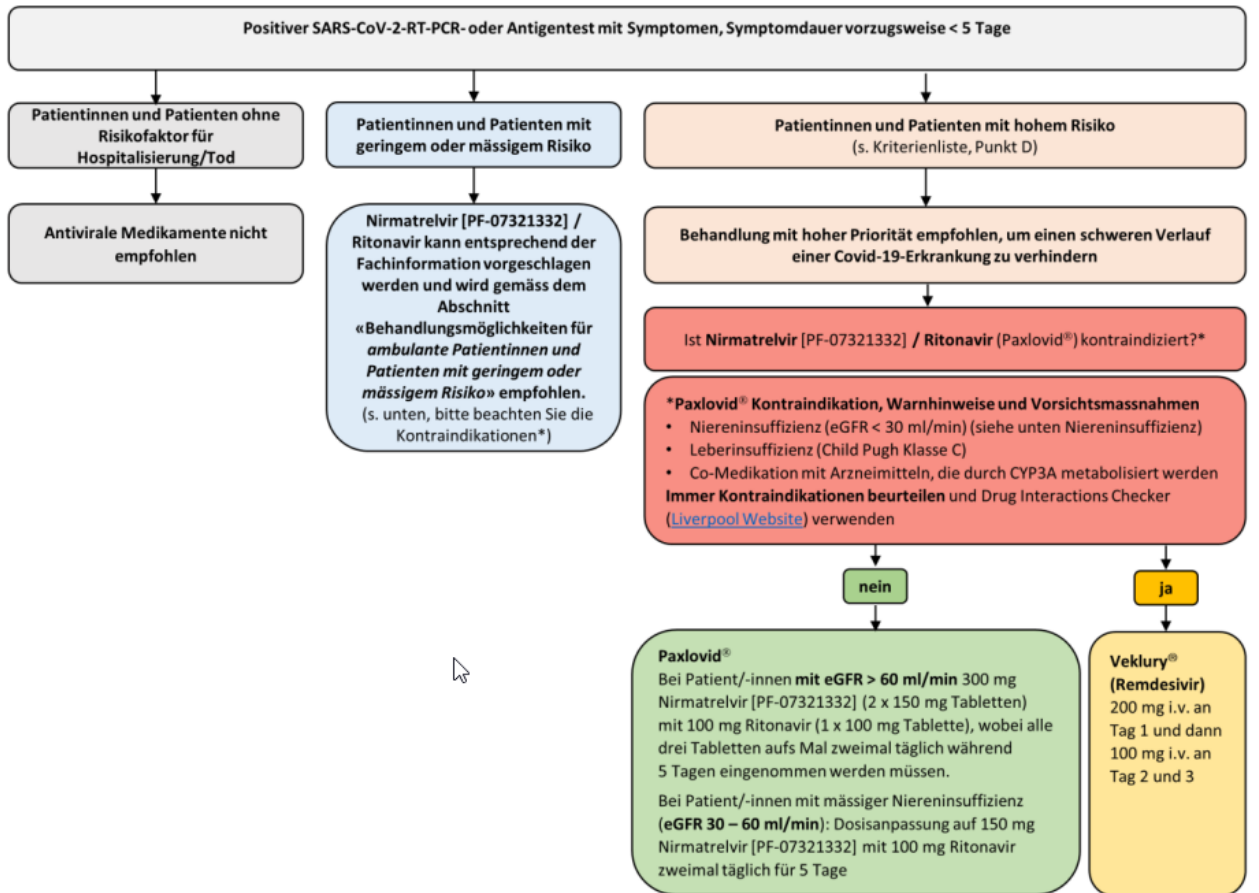 Positiver SARS-CoV-2-RT-PCR- oder Antigentest mit Symptomen, Symptomdauer vorzugsweise < 5 Tage
Patientinnen und Patienten ohne
Risikofaktor für
Hospitalisierung/Tod
Antivirale Medikamente nicht
empfohlen
Patientinnen und Patienten mit
geringem oder mässigem Risiko
Nirmatrelvir [PF-07321332] /
Ritonavir kann entsprechend der
Fachinformation vorgeschlagen
werden und wird gemäss dem
Abschnitt
«Behandlungsmöglichkeiten für
ambulante Patientinnen und
Patienten mit geringem oder
mässigem Risiko» empfohlen.
(s. unten, bitte beachten Sie die
Kontraindikationen*)
Patientinnen und Patienten mit hohem Risiko
(s. Kriterienliste, Punkt D)
Behandlung mit hoher Priorität empfohlen, um einen schweren Verlauf
einer Covid-19-Erkrankung zu verhindern
Ist Nirmatrelvir [PF-07321332] / Ritonavir (Paxlovid®) kontraindiziert?*
*Paxlovid® Kontraindikation, Warnhinweise und Vorsichtsmassnahmen
• Niereninsuffizienz (eGFR < 30 ml/min) (siehe unten Niereninsuffizienz)
• Leberinsuffizienz (Child Pugh Klasse C)
• Co-Medikation mit Arzneimitteln, die durch CYP3A metabolisiert werden
Immer Kontraindikationen beurteilen und Drug Interactions Checker
(Liverpool Website) verwenden
nein
ja
Paxlovid®
Bei Patient/-innen mit eGFR > 60 ml/min 300 mg
Nirmatrelvir [PF-07321332] (2 x 150 mg Tabletten)
mit 100 mg Ritonavir (1 x 100 mg Tablette), wobei alle
drei Tabletten aufs Mal zweimal täglich während
5 Tagen eingenommen werden müssen.
Bei Patient/-innen mit mässiger Niereninsuffizienz
(eGFR 30 – 60 ml/min): Dosisanpassung auf 150 mg
Nirmatrelvir [PF-07321332] mit 100 mg Ritonavir
zweimal täglich für 5 Tage
Veklury®
(Remdesivir)
200 mg i.v. an
Tag 1 und dann
100 mg i.v. an
Tag 2 und 3